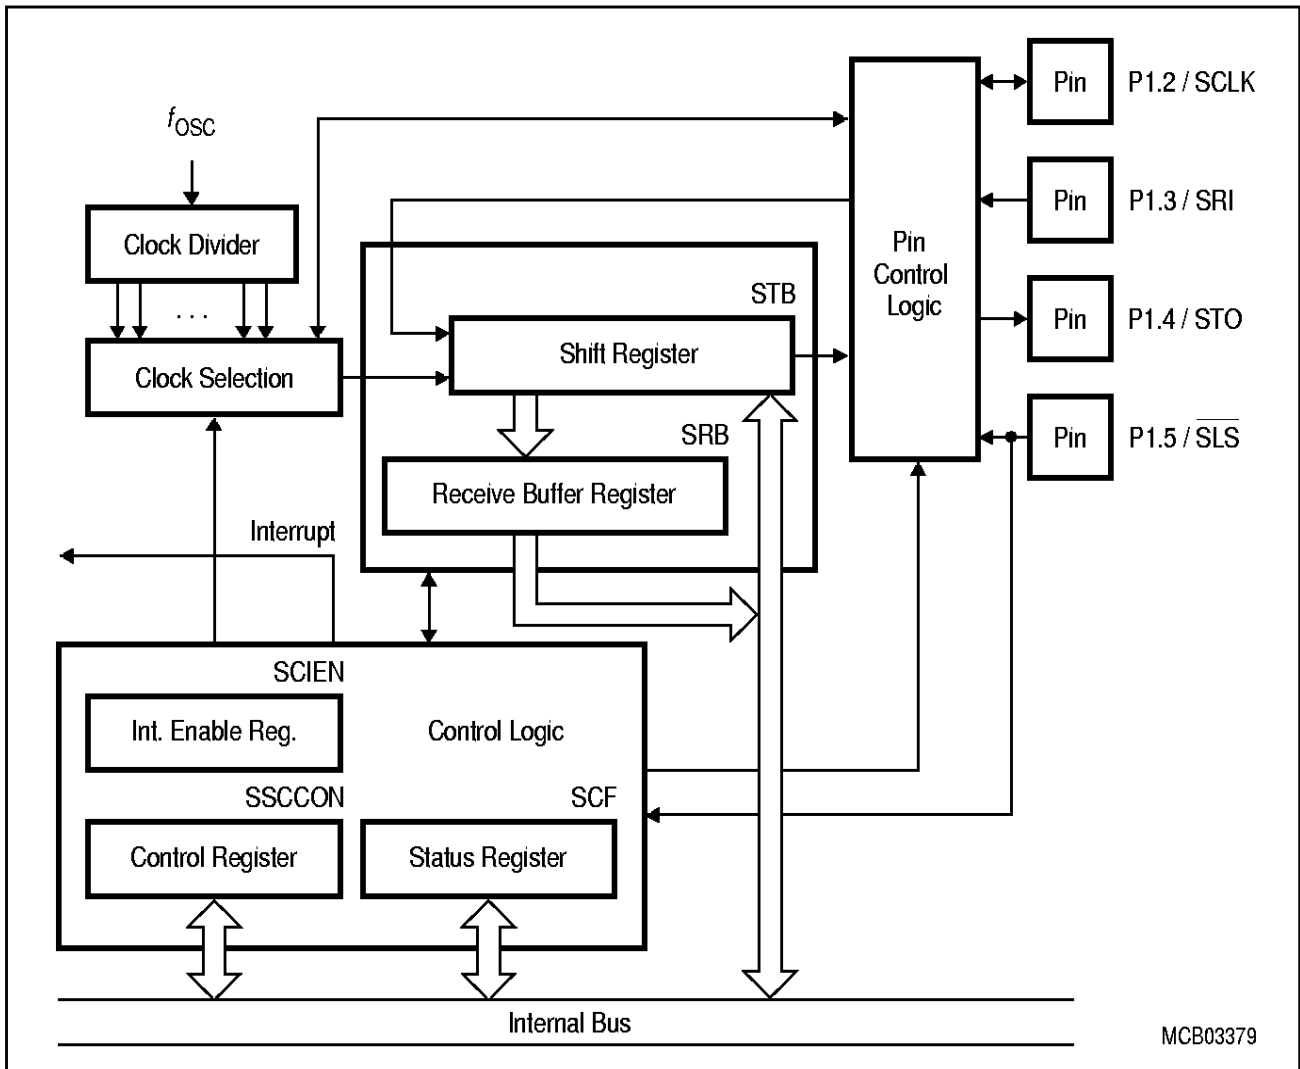 Pin P1.2 / SCLK
f_OSC
Pin P1.3 / SRI
Clock Divider
Pin
Control
Logic
STB
Pin P1.4 / STO
. . .
Shift Register
Clock Selection
SRB
Pin P1.5 / S̅L̅S̅
Receive Buffer Register
Interrupt
SCIEN
Int. Enable Reg.
Control Logic
SSCCON
SCF
Control Register
Status Register
Internal Bus
MCB03379